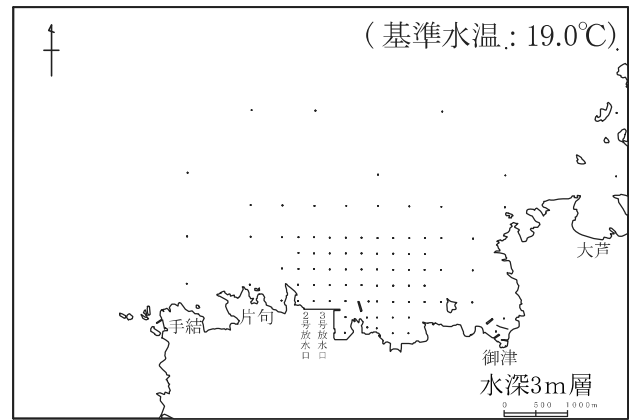 (基準水温:19.0℃)
大芦
片句
手結
2号放水口
3号放水口
御津
水深3m層
0 500 1000m